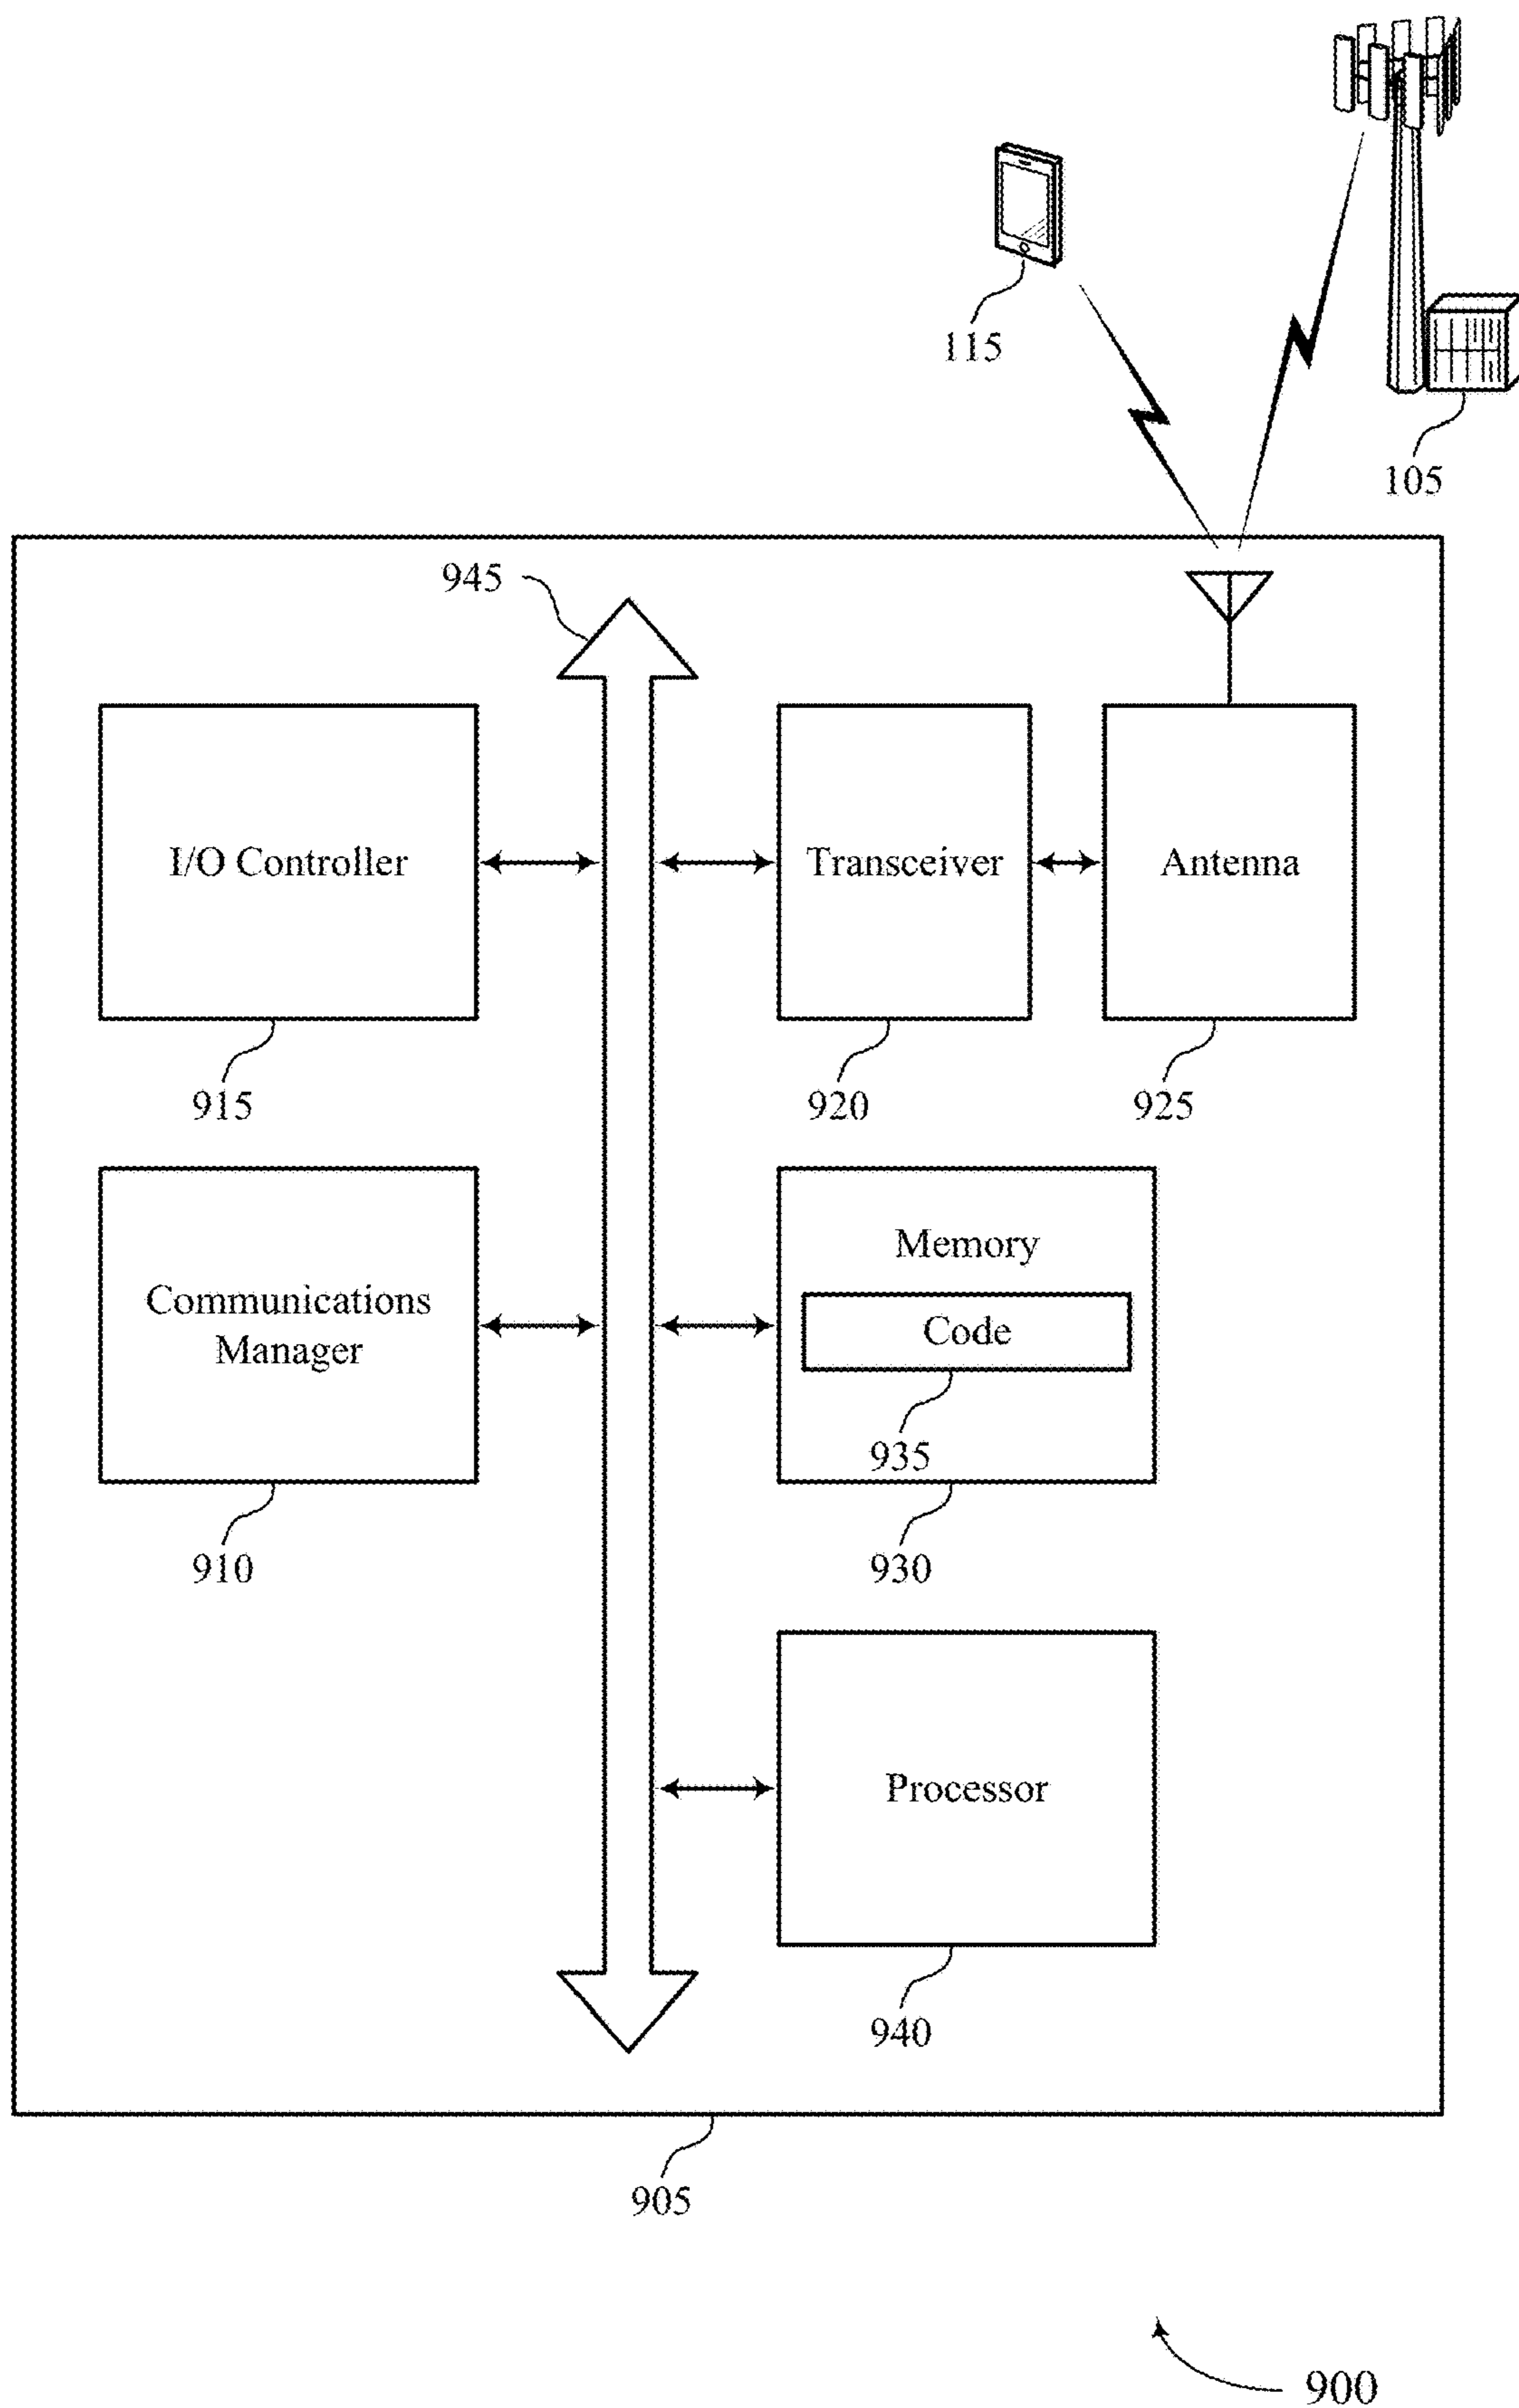 115
105
945
I/O Controller
Transceiver
Antenna
915
920
925
Communications
Manager
Memory
Code
935
910
930
Processor
940
905
900